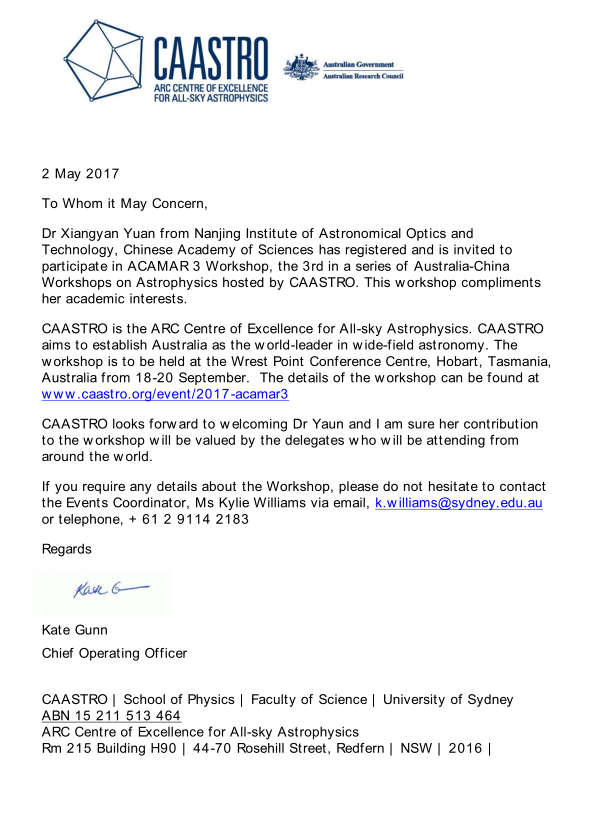 CAASTRO
ARC CENTRE OF EXCELLENCE
FOR ALL-SKY ASTROPHYSICS
Australian Government
Australian Research Council
2 May 2017
To Whom it May Concern,
Dr Xiangyan Yuan from Nanjing Institute of Astronomical Optics and
Technology, Chinese Academy of Sciences has registered and is invited to
participate in ACAMAR 3 Workshop, the 3rd in a series of Australia-China
Workshops on Astrophysics hosted by CAASTRO. This workshop compliments
her academic interests.
CAASTRO is the ARC Centre of Excellence for All-sky Astrophysics. CAASTRO
aims to establish Australia as the world-leader in wide-field astronomy. The
workshop is to be held at the Wrest Point Conference Centre, Hobart, Tasmania,
Australia from 18-20 September.  The details of the workshop can be found at
www.caastro.org/event/2017-acamar3
CAASTRO looks forward to welcoming Dr Yaun and I am sure her contribution
to the workshop will be valued by the delegates who will be attending from
around the world.
If you require any details about the Workshop, please do not hesitate to contact
the Events Coordinator, Ms Kylie Williams via email, k.williams@sydney.edu.au
or telephone, + 61 2 9114 2183
Regards
Kate G
Kate Gunn
Chief Operating Officer
CAASTRO | School of Physics | Faculty of Science | University of Sydney
ABN 15 211 513 464
ARC Centre of Excellence for All-sky Astrophysics
Rm 215 Building H90 | 44-70 Rosehill Street, Redfern | NSW | 2016 |